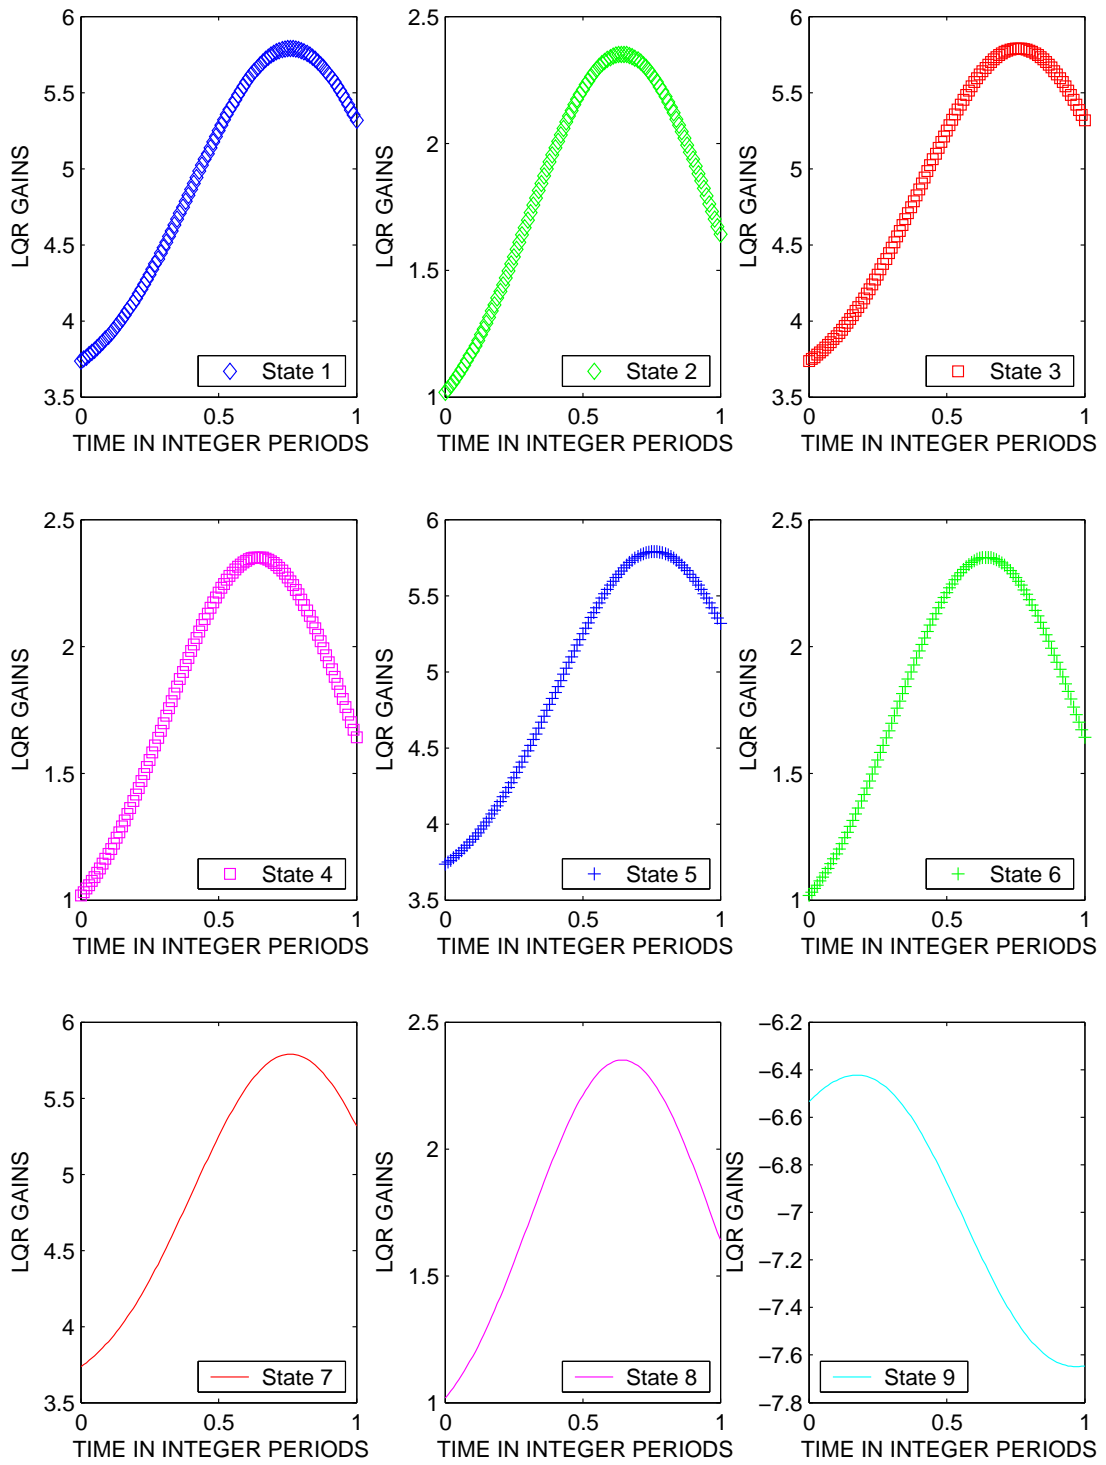 6
5.5
5
4.5
4
3.5
LQR GAINS
State 1
0 0.5 1
TIME IN INTEGER PERIODS
2.5
2
1.5
1
LQR GAINS
State 2
0 0.5 1
TIME IN INTEGER PERIODS
6
5.5
5
4.5
4
3.5
LQR GAINS
State 3
0 0.5 1
TIME IN INTEGER PERIODS
2.5
2
1.5
1
LQR GAINS
State 4
0 0.5 1
TIME IN INTEGER PERIODS
6
5.5
5
4.5
4
3.5
LQR GAINS
State 5
0 0.5 1
TIME IN INTEGER PERIODS
2.5
2
1.5
1
LQR GAINS
State 6
0 0.5 1
TIME IN INTEGER PERIODS
6
5.5
5
4.5
4
3.5
LQR GAINS
State 7
0 0.5 1
TIME IN INTEGER PERIODS
2.5
2
1.5
1
LQR GAINS
State 8
0 0.5 1
TIME IN INTEGER PERIODS
−6.2
−6.4
−6.6
−6.8
−7
−7.2
−7.4
−7.6
−7.8
LQR GAINS
State 9
0 0.5 1
TIME IN INTEGER PERIODS